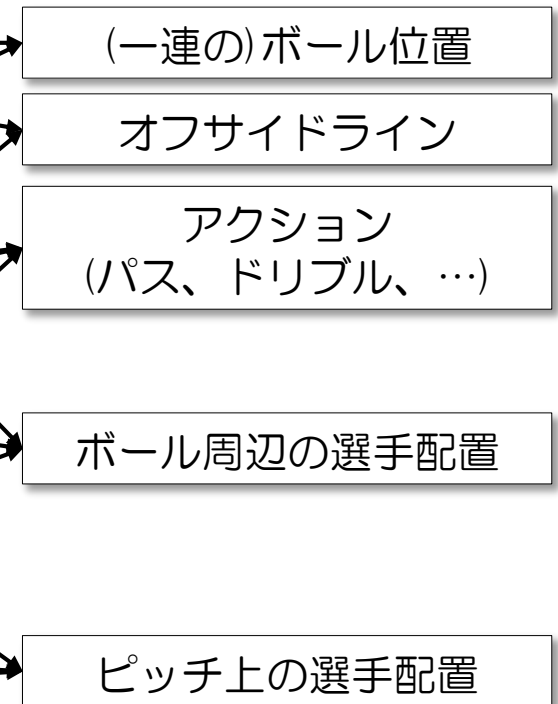 (一連の)ボール位置
オフサイドライン
アクション
(パス、ドリブル、…)
ボール周辺の選手配置
ピッチ上の選手配置